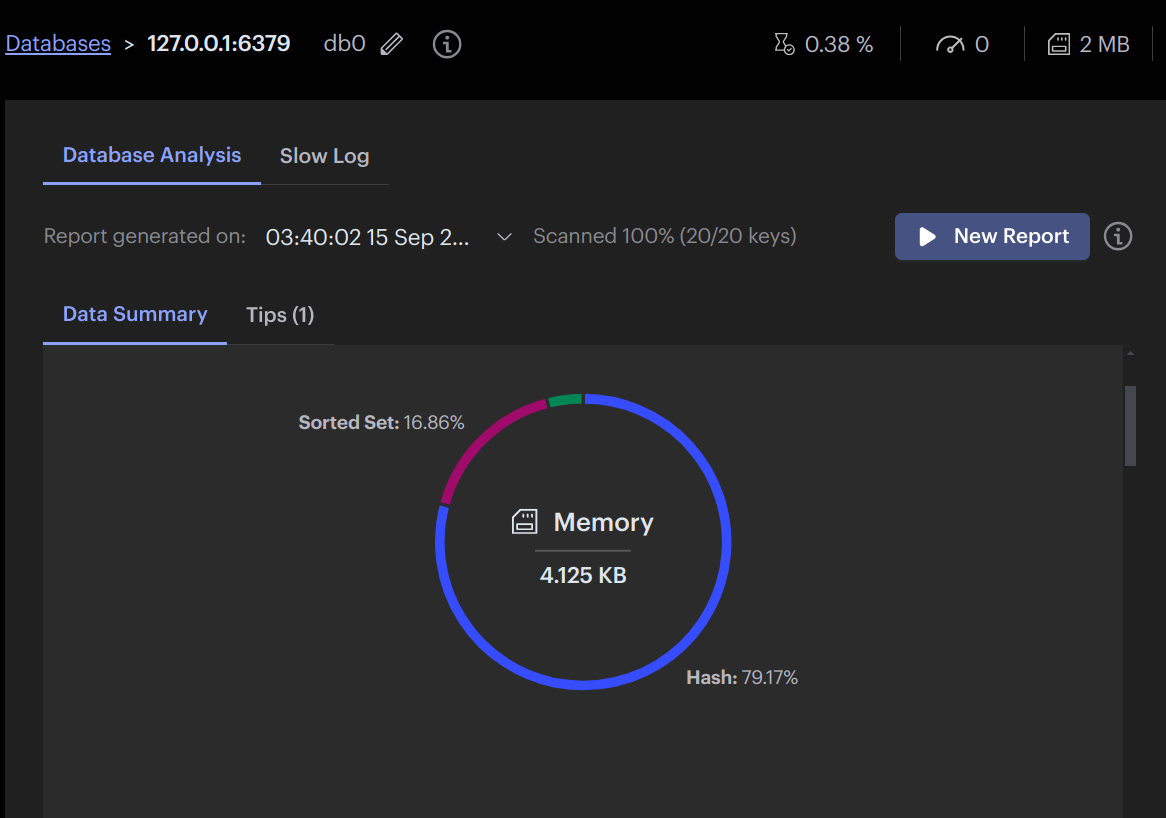 Databases > 127.0.0.1:6379 db0 0.38 % 0 2 MB
Database Analysis Slow Log
Report generated on: 03:40:02 15 Sep 2... Scanned 100% (20/20 keys) New Report
Data Summary Tips (1)
Sorted Set: 16.86%
Memory
4.125 KB
Hash: 79.17%